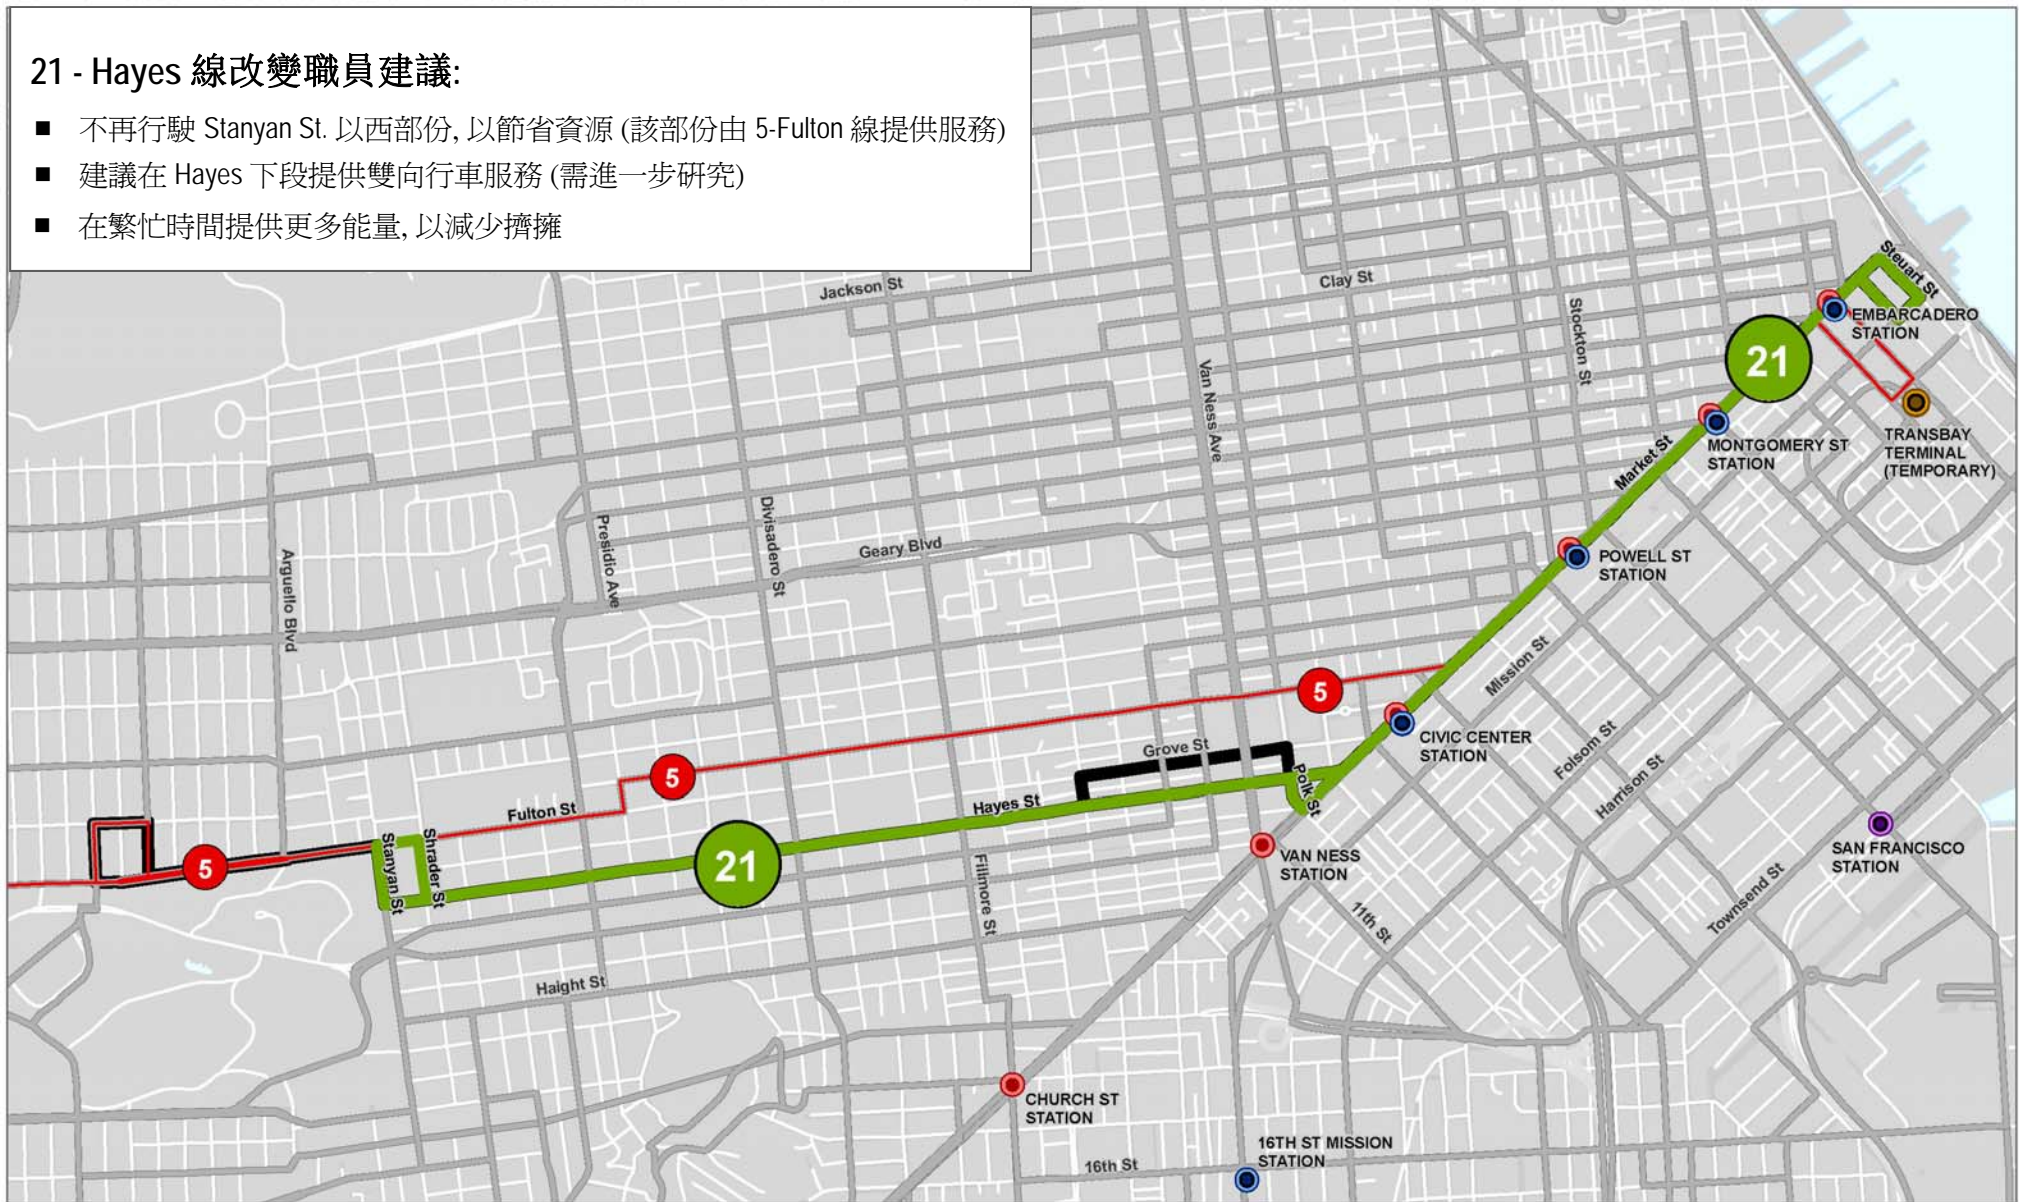 21 - Hayes 線改變職員建議:
■ 不再行駛 Stanyan St. 以西部份, 以節省資源 (該部份由 5-Fulton 線提供服務)
■ 建議在 Hayes 下段提供雙向行車服務 (需進一步研究)
■ 在繁忙時間提供更多能量, 以減少擠擁
Steuart St
Jackson St
Clay St
Stockton St
EMBARCADERO
STATION
21
Van Ness Ave
TRANSBAY
TERMINAL
(TEMPORARY)
MONTGOMERY ST
STATION
Market St
Arguello Blvd
Presidio Ave
Divisadero St
Geary Blvd
POWELL ST
STATION
Mission St
5
CIVIC CENTER
STATION
Folsom St
Harrison St
Grove St
Polk St
5
Fulton St
Hayes St
Stanyan St
Shrader St
5
21
Fillmore St
VAN NESS
STATION
SAN FRANCISCO
STATION
Townsend St
11th St
Haight St
CHURCH ST
STATION
16TH ST MISSION
STATION
16th St